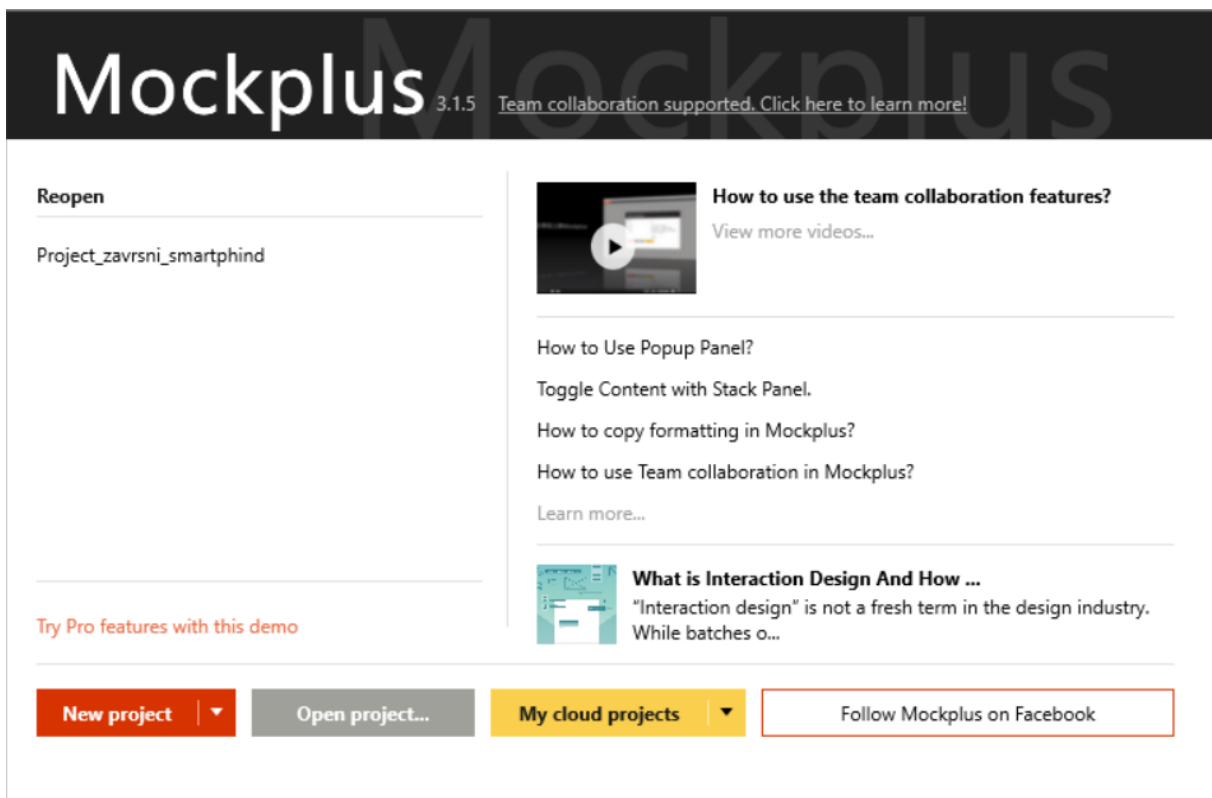 Mockplus
Mockplus 3.1.5 Team collaboration supported. Click here to learn more!
Reopen
Project_zavrsni_smartphind
Try Pro features with this demo
How to use the team collaboration features?
View more videos...
How to Use Popup Panel?
Toggle Content with Stack Panel.
How to copy formatting in Mockplus?
How to use Team collaboration in Mockplus?
Learn more...
What is Interaction Design And How ...
“Interaction design” is not a fresh term in the design industry.
While batches o...
New project
Open project...
My cloud projects
Follow Mockplus on Facebook